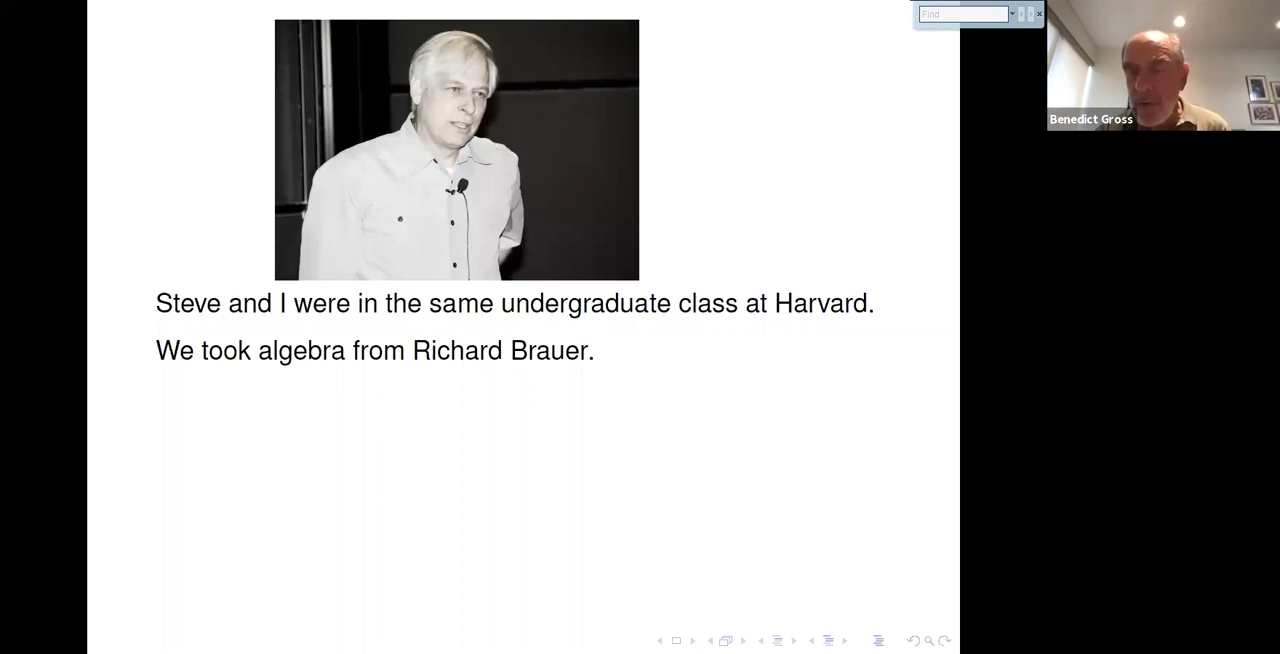 Find
Benedict Gross
Steve and I were in the same undergraduate class at Harvard.
We took algebra from Richard Brauer.